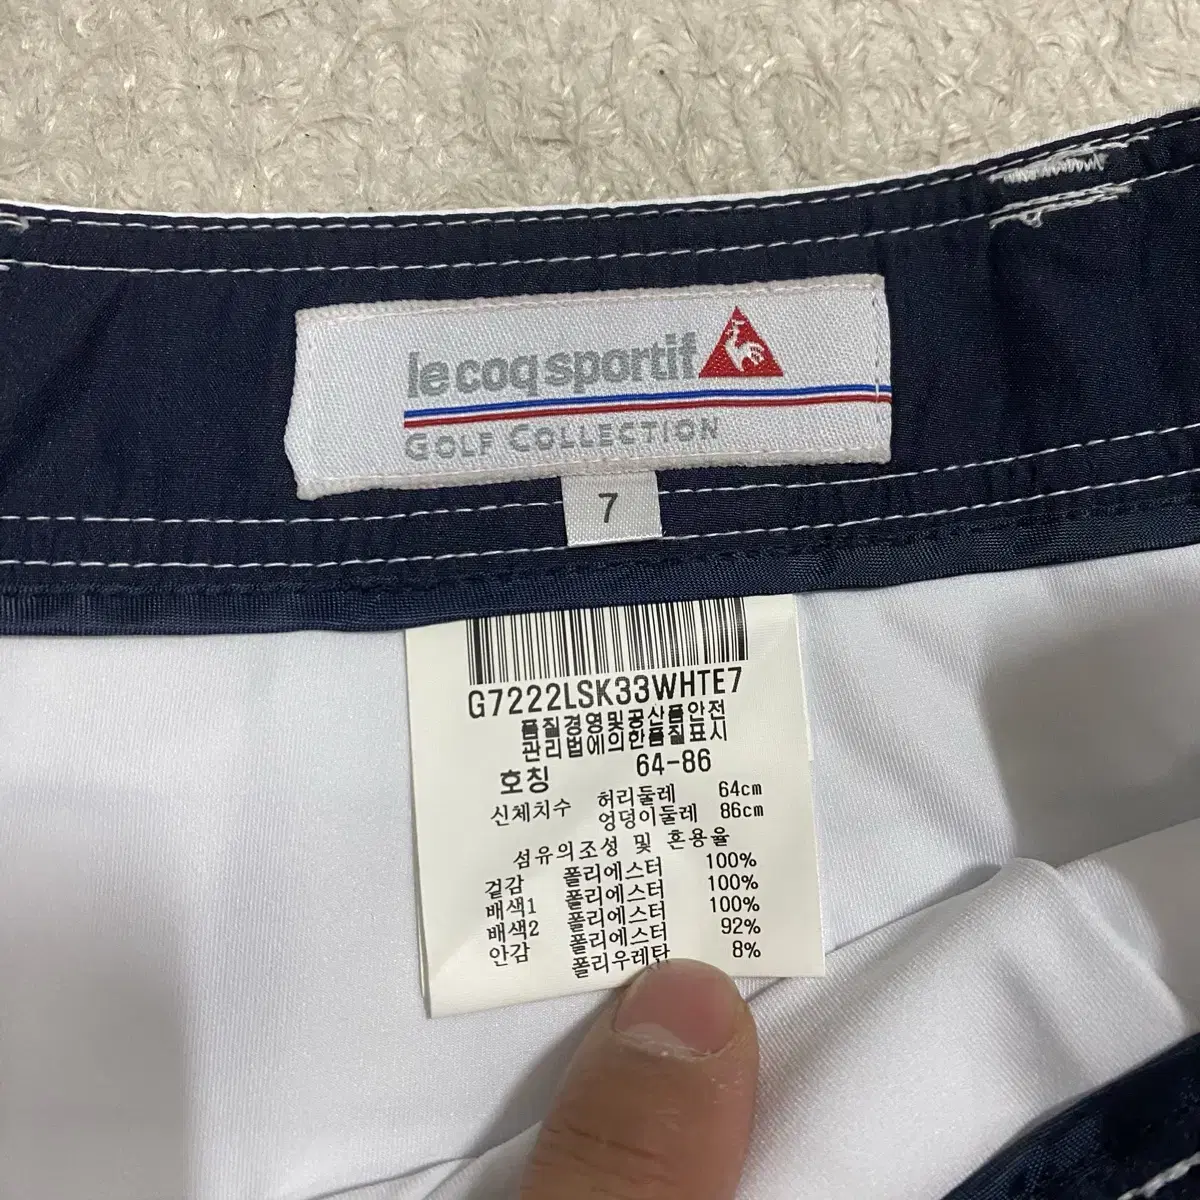 le coq sportif
GOLF COLLECTION
7
G7222LSK33WHTE7
품질경영및공산품안전
관리법에의한품질표시
호칭 64-86
신체치수 허리둘레 64cm
엉덩이둘레 86cm
섬유의조성 및 혼용율
겉감 폴리에스터 100%
배색1 폴리에스터 100%
배색2 폴리에스터 100%
안감 폴리에스터 92%
폴리우레탄 8%